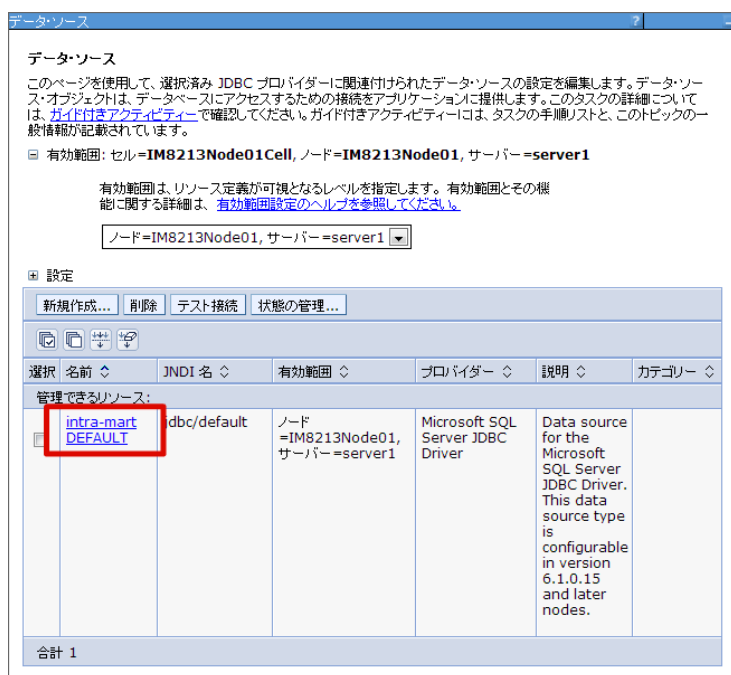 データ・ソース ? -
データ・ソース
このページを使用して、選択済み JDBC プロバイダーに関連付けられたデータ・ソースの設定を編集します。データ・ソー
ス・オブジェクトは、データベースにアクセスするための接続をアプリケーションに提供します。このタスクの詳細について
は、ガイド付きアクティビティーで確認してください。ガイド付きアクティビティーには、タスクの手順リストと、このトピックの一
般情報が記載されています。
有効範囲: セル=IM8213Node01Cell, ノード=IM8213Node01, サーバー=server1
有効範囲は、リソース定義が可視となるレベルを指定します。有効範囲とその機
能に関する詳細は、有効範囲設定のヘルプを参照してください。
ノード=IM8213Node01, サーバー=server1
設定
新規作成... 削除 テスト接続 状態の管理...
選択 名前 JNDI 名 有効範囲 プロバイダー 説明 カテゴリー
管理できるリソース:
intra-mart
DEFAULT
jdbc/default
ノード
=IM8213Node01,
サーバー=server1
Microsoft SQL
Server JDBC
Driver
Data source
for the
Microsoft
SQL Server
JDBC Driver.
This data
source type
is
configurable
in version
6.1.0.15
and later
nodes.
合計 1